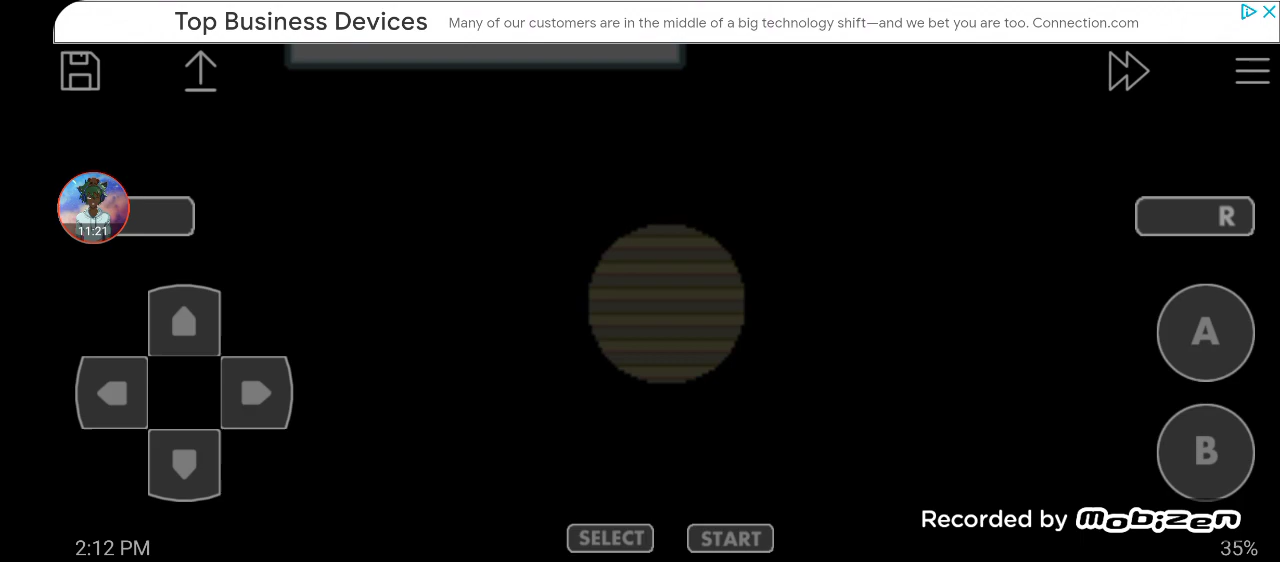 Top Business Devices
Many of our customers are in the middle of a big technology shift—and we bet you are too. Connection.com
11:21
R
A
B
Recorded by Mobizen
SELECT
START
2:12 PM
35%